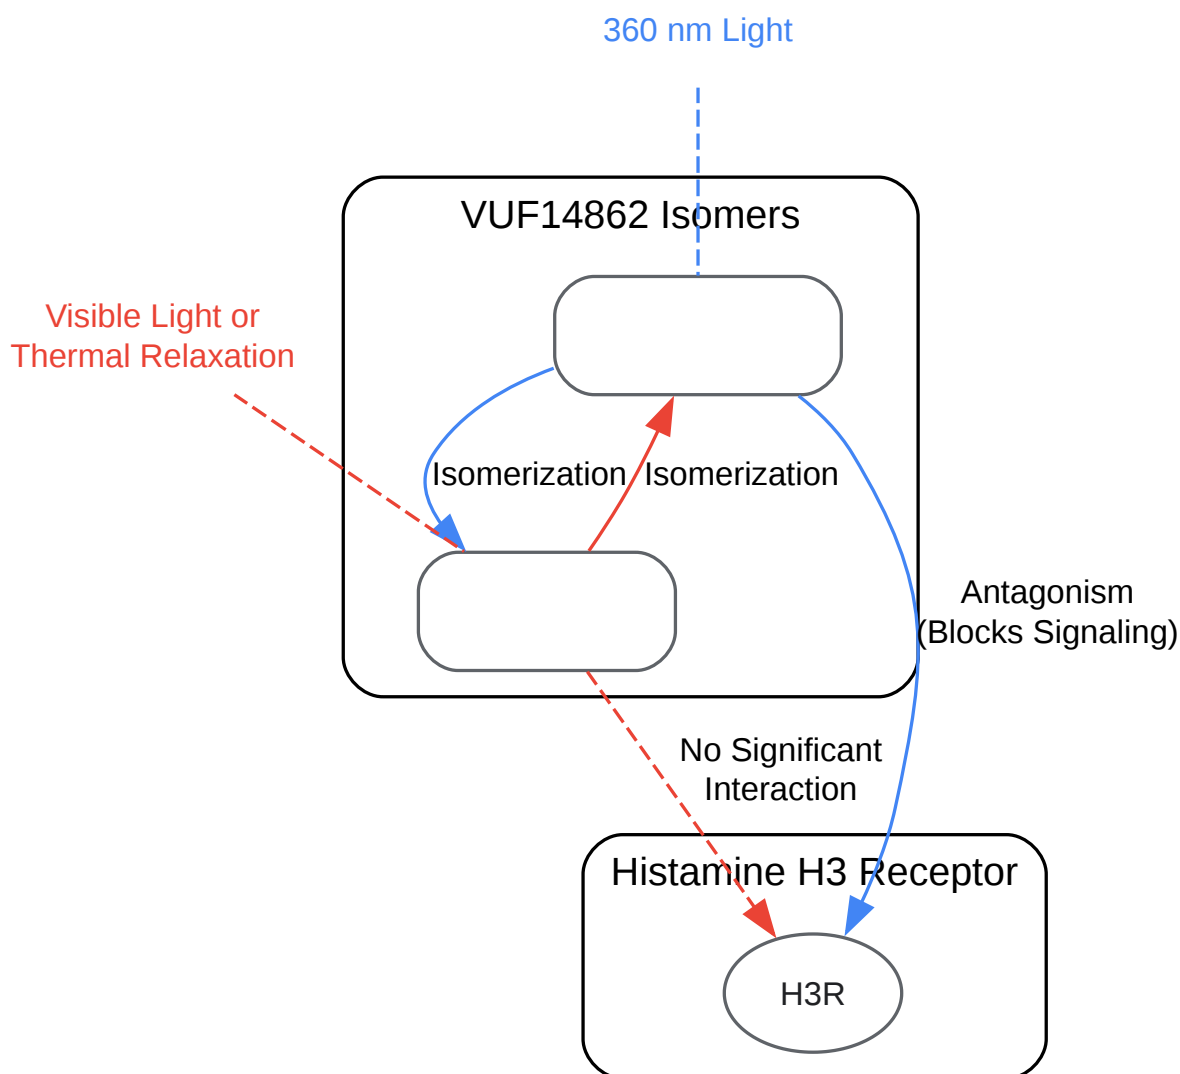 360 nm Light
VUF14862 Isomers
Visible Light or
Thermal Relaxation
Isomerization
Isomerization
Antagonism
(Blocks Signaling)
No Significant
Interaction
Histamine H3 Receptor
H3R